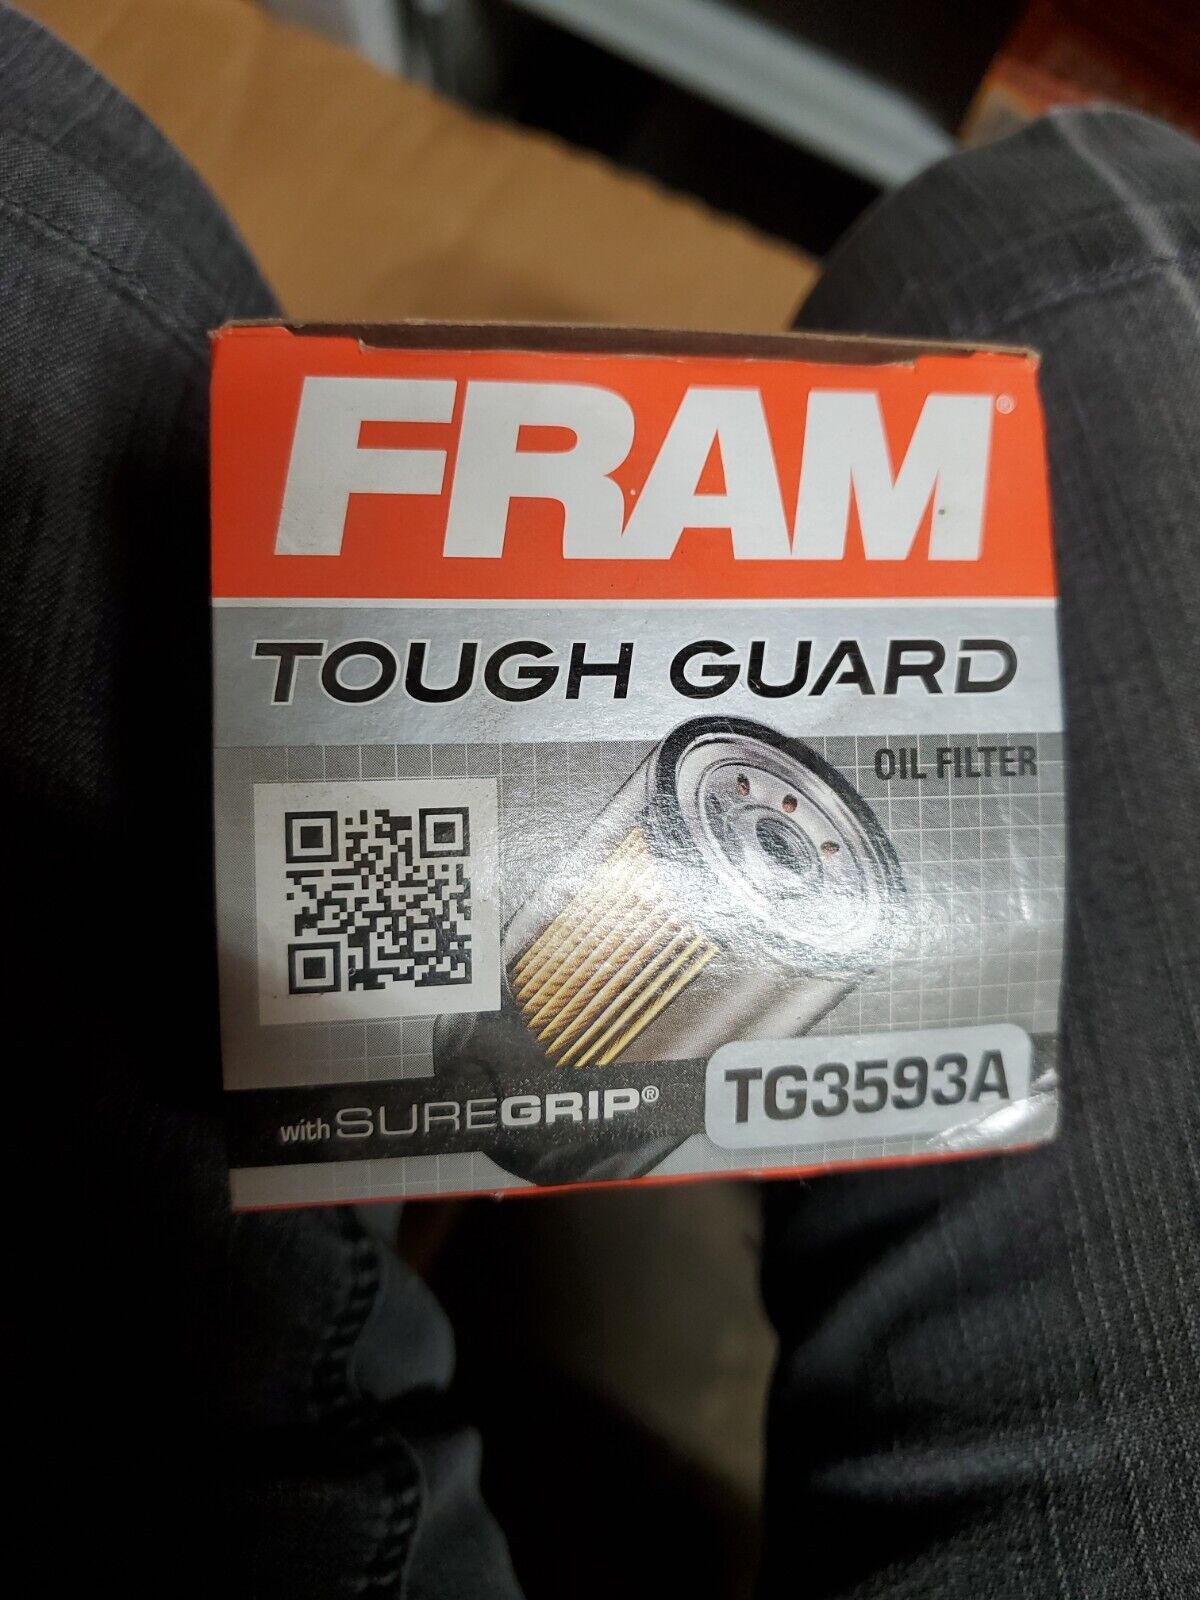 FRAM®
TOUGH GUARD
OIL FILTER
with SUREGRIP®
TG3593A